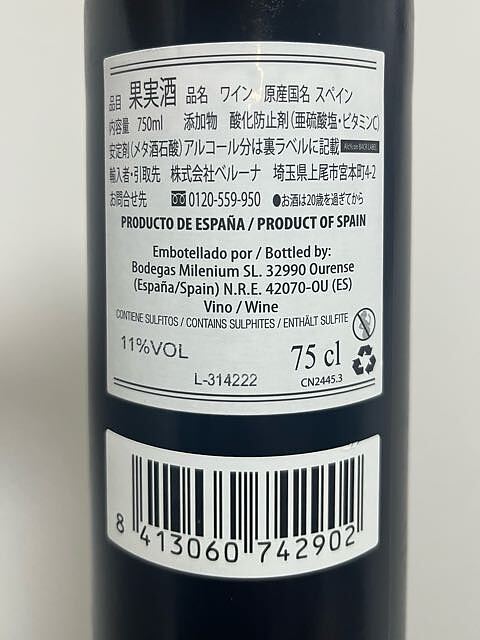 品目 果実酒 品名 ワイン 原産国名 スペイン
内容量 750ml 添加物 酸化防止剤(亜硫酸塩・ビタミンC)
安定剤(メタ酒石酸)アルコール分は裏ラベルに記載 Alch% on BACK LABEL
輸入者・引取先 株式会社ベルーナ 埼玉県上尾市宮本町4-2
お問合せ先 0120-559-950 ●お酒は20歳を過ぎてから
PRODUCTO DE ESPAÑA / PRODUCT OF SPAIN
Embotellado por / Bottled by:
Bodegas Milenium SL. 32990 Ourense
(España/Spain) N.R.E. 42070-OU (ES)
Vino / Wine
CONTIENE SULFITOS / CONTAINS SULPHITES / ENTHÄLT SULFITE
11%VOL
75 cl
L-314222
CN2445.3
8 413060 742902